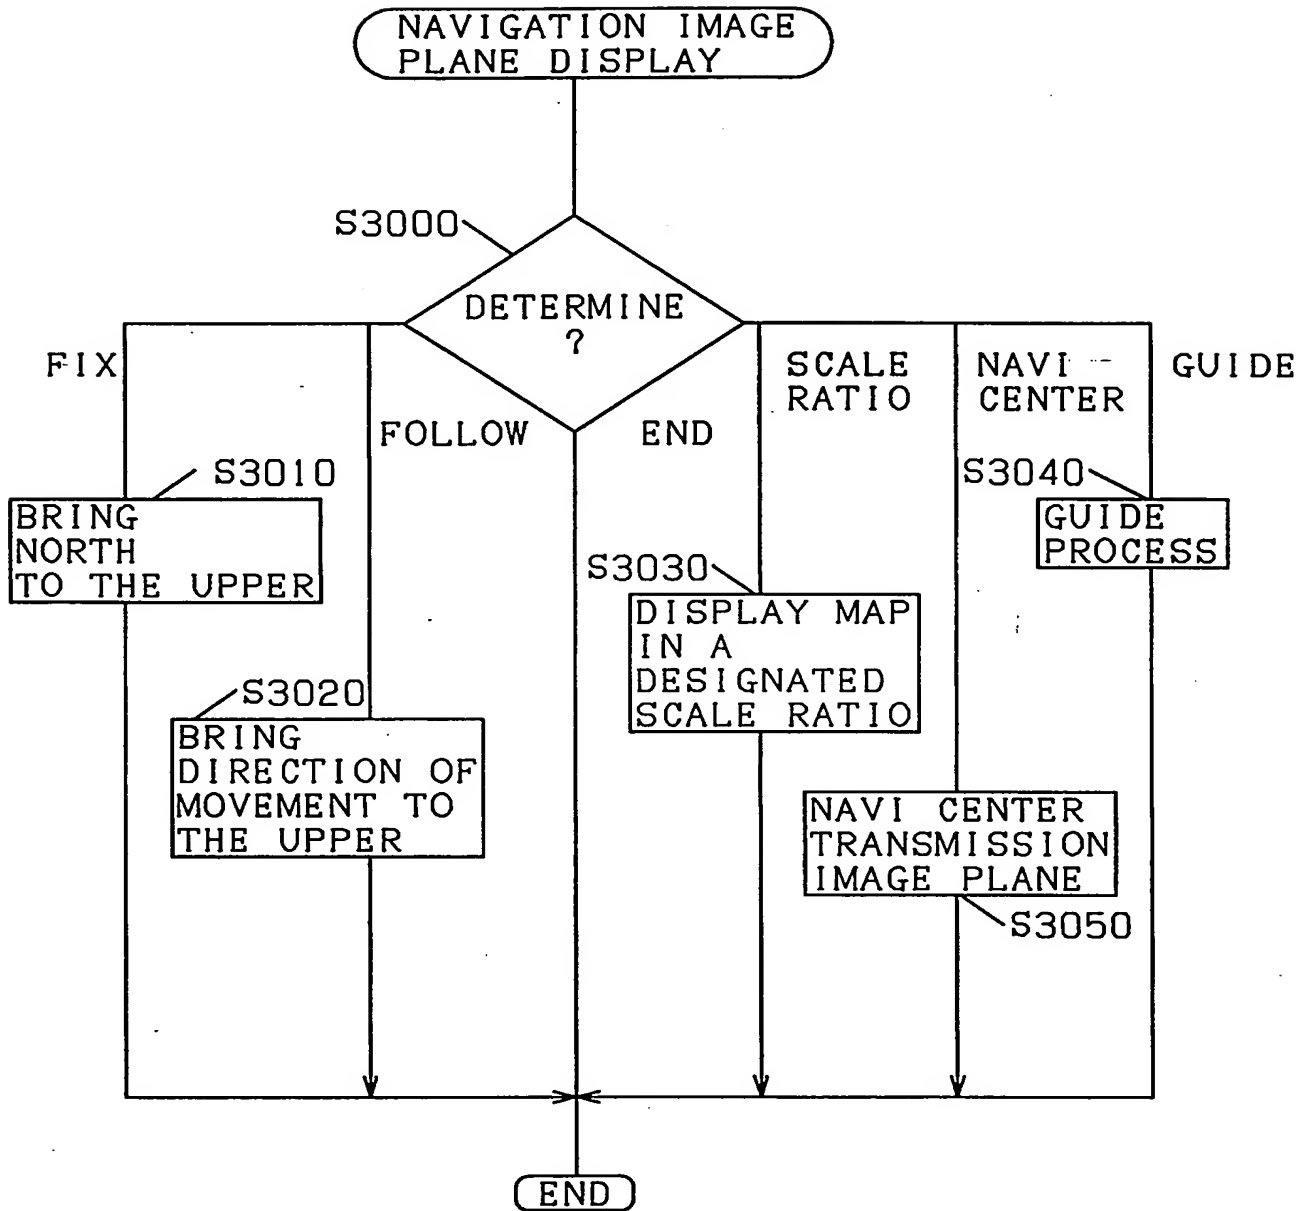 NAVIGATION IMAGE
PLANE DISPLAY
S3000
DETERMINE
?
FIX
FOLLOW
END
SCALE
RATIO
NAVI
CENTER
GUIDE
S3010
BRING
NORTH
TO THE UPPER
S3020
BRING
DIRECTION OF
MOVEMENT TO
THE UPPER
S3030
DISPLAY MAP
IN A
DESIGNATED
SCALE RATIO
S3040
GUIDE
PROCESS
NAVI CENTER
TRANSMISSION
IMAGE PLANE
S3050
END